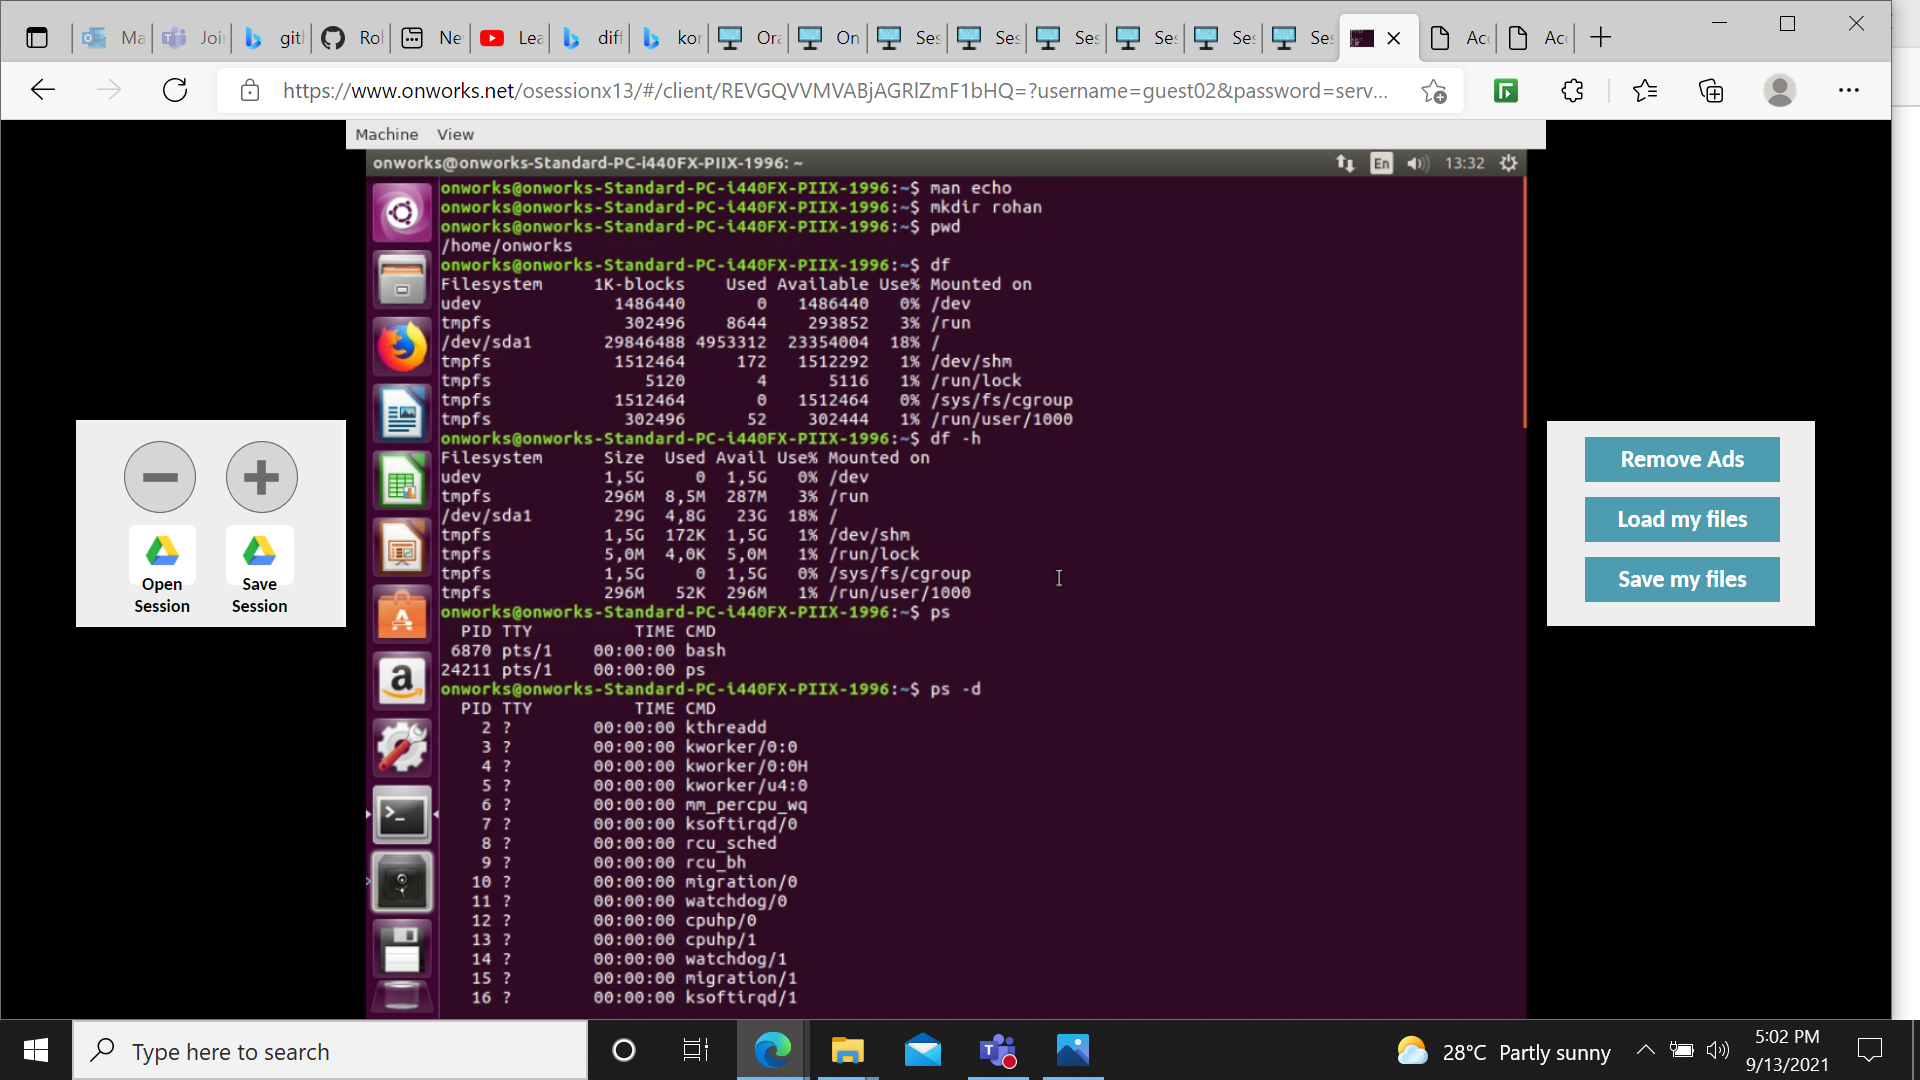 Ma
Joi
git
Rol
Ne
Lea
diff
kor
Ora
On
Ses
Ses
Ses
Ses
Ses
Ses
Acc
Acc
https://www.onworks.net/osessionx13/#/client/REVGQVVMVABjAGRlZmF1bHQ=?username=guest02&password=serv...
Machine View
onworks@onworks-Standard-PC-i440FX-PIIX-1996: ~ En 13:32
onworks@onworks-Standard-PC-i440FX-PIIX-1996:~$ man echo
onworks@onworks-Standard-PC-i440FX-PIIX-1996:~$ mkdir rohan
onworks@onworks-Standard-PC-i440FX-PIIX-1996:~$ pwd
/home/onworks
onworks@onworks-Standard-PC-i440FX-PIIX-1996:~$ df
Filesystem 1K-blocks Used Available Use% Mounted on
udev 1486440 0 1486440 0% /dev
tmpfs 302496 8644 293852 3% /run
/dev/sda1 29846488 4953312 23354004 18% /
tmpfs 1512464 172 1512292 1% /dev/shm
tmpfs 5120 4 5116 1% /run/lock
tmpfs 1512464 0 1512464 0% /sys/fs/cgroup
tmpfs 302496 52 302444 1% /run/user/1000
onworks@onworks-Standard-PC-i440FX-PIIX-1996:~$ df -h
Filesystem Size Used Avail Use% Mounted on
udev 1,5G 0 1,5G 0% /dev
tmpfs 296M 8,5M 287M 3% /run
/dev/sda1 29G 4,8G 23G 18% /
tmpfs 1,5G 172K 1,5G 1% /dev/shm
tmpfs 5,0M 4,0K 5,0M 1% /run/lock
tmpfs 1,5G 0 1,5G 0% /sys/fs/cgroup
tmpfs 296M 52K 296M 1% /run/user/1000
onworks@onworks-Standard-PC-i440FX-PIIX-1996:~$ ps
PID TTY TIME CMD
6870 pts/1 00:00:00 bash
24211 pts/1 00:00:00 ps
onworks@onworks-Standard-PC-i440FX-PIIX-1996:~$ ps -d
PID TTY TIME CMD
2 ? 00:00:00 kthreadd
3 ? 00:00:00 kworker/0:0
4 ? 00:00:00 kworker/0:0H
5 ? 00:00:00 kworker/u4:0
6 ? 00:00:00 mm_percpu_wq
7 ? 00:00:00 ksoftirqd/0
8 ? 00:00:00 rcu_sched
9 ? 00:00:00 rcu_bh
10 ? 00:00:00 migration/0
11 ? 00:00:00 watchdog/0
12 ? 00:00:00 cpuhp/0
13 ? 00:00:00 cpuhp/1
14 ? 00:00:00 watchdog/1
15 ? 00:00:00 migration/1
16 ? 00:00:00 ksoftirqd/1
Open
Session
Save
Session
Remove Ads
Load my files
Save my files
Type here to search
28°C Partly sunny
5:02 PM
9/13/2021